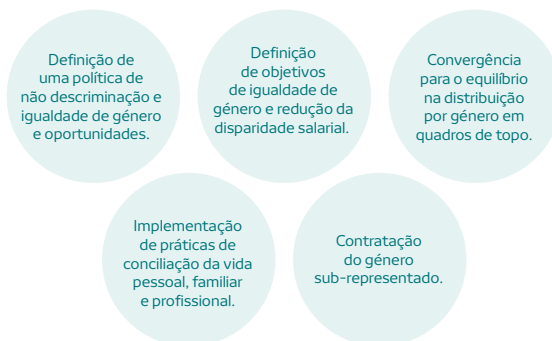 Definição de
uma política de
não descriminação e
igualdade de género
e oportunidades.
Definição
de objetivos
de igualdade de
género e redução da
disparidade salarial.
Convergência
para o equilíbrio
na distribuição
por género em
quadros de topo.
Implementação
de práticas de
conciliação da vida
pessoal, familiar
e profissional.
Contratação
do género
sub-representado.